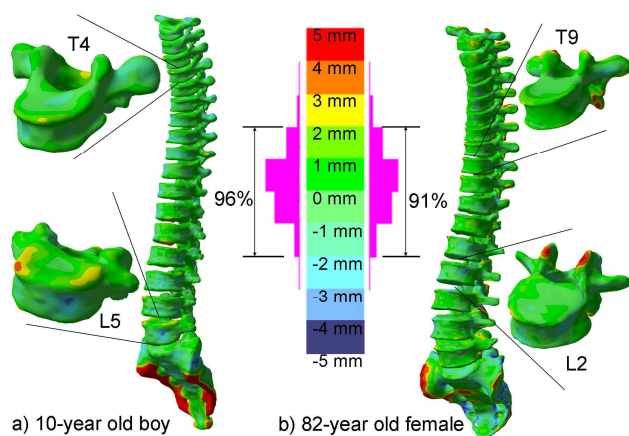 T4
L5
a) 10-year old boy
96%
5 mm
4 mm
3 mm
2 mm
1 mm
0 mm
-1 mm
-2 mm
-3 mm
-4 mm
-5 mm
91%
T9
L2
b) 82-year old female